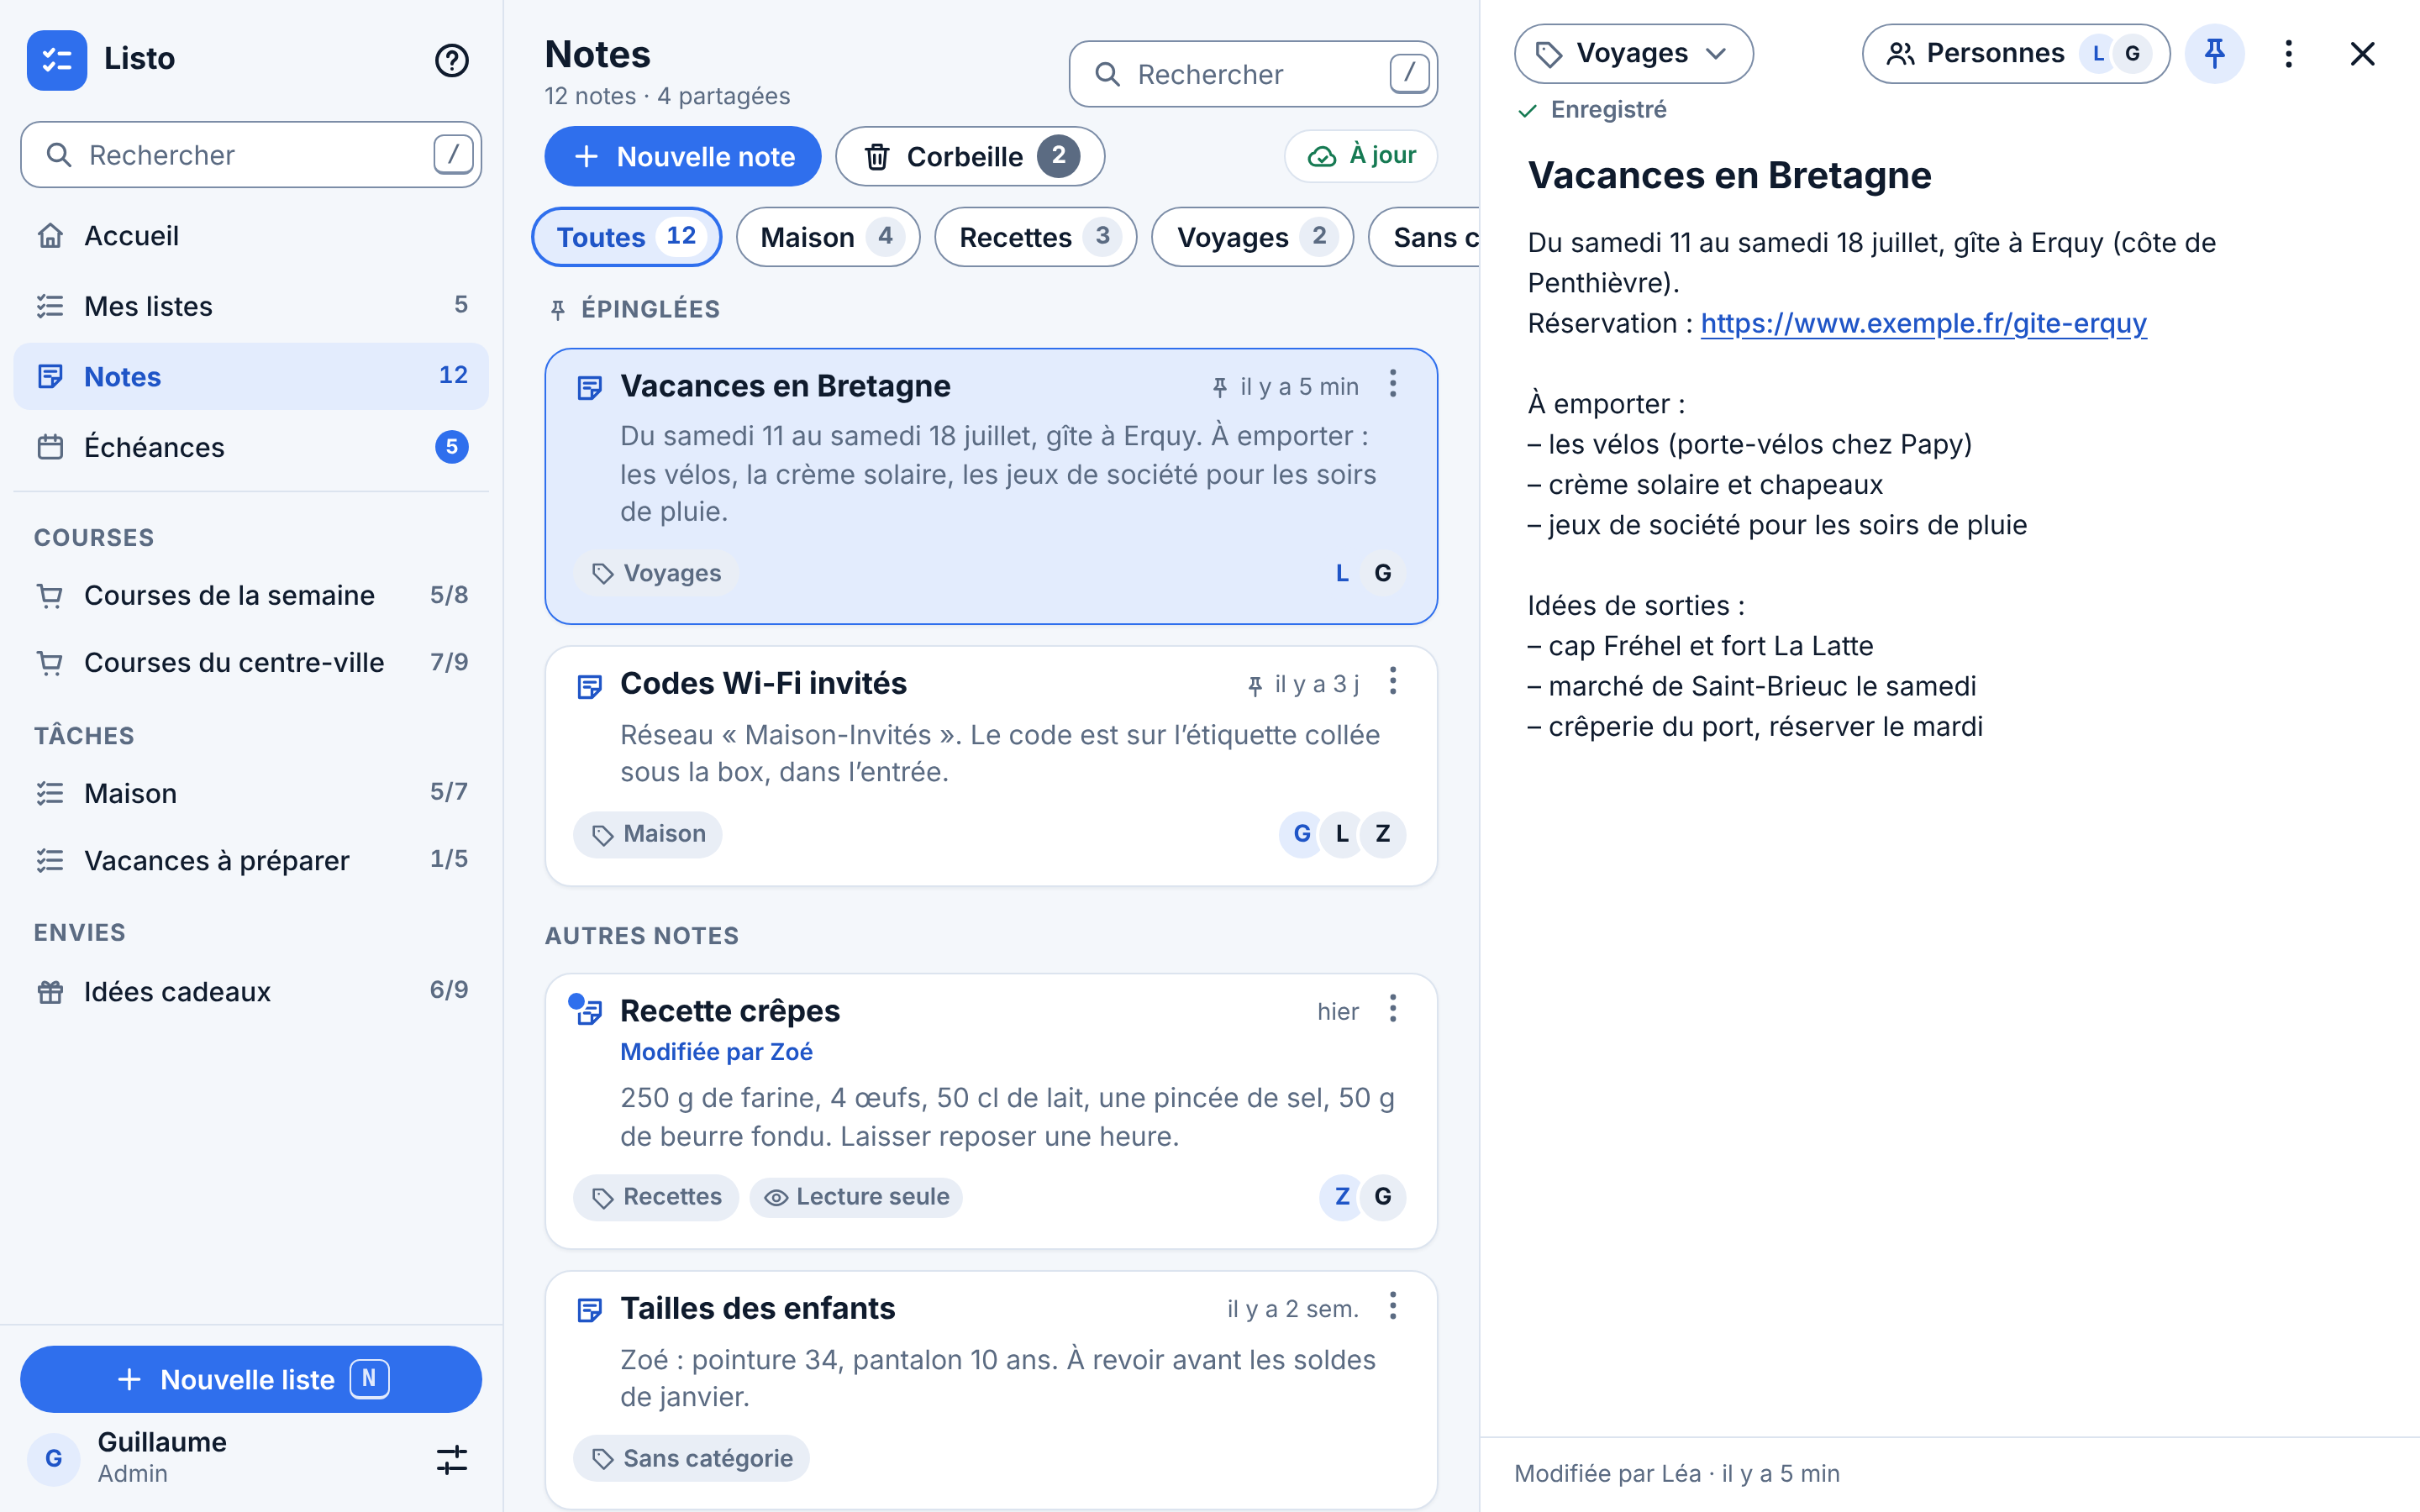 Listo
Rechercher /
Accueil
Mes listes 5
Notes 12
Échéances 5
COURSES
Courses de la semaine 5/8
Courses du centre-ville 7/9
TÂCHES
Maison 5/7
Vacances à préparer 1/5
ENVIES
Idées cadeaux 6/9
Nouvelle liste N
G
Guillaume
Admin
Notes
12 notes · 4 partagées
Rechercher /
Nouvelle note
Corbeille 2
À jour
Toutes 12
Maison 4
Recettes 3
Voyages 2
Sans c
ÉPINGLÉES
Vacances en Bretagne
il y a 5 min
Du samedi 11 au samedi 18 juillet, gîte à Erquy. À emporter :
les vélos, la crème solaire, les jeux de société pour les soirs
de pluie.
Voyages
L G
Codes Wi-Fi invités
il y a 3 j
Réseau « Maison-Invités ». Le code est sur l’étiquette collée
sous la box, dans l’entrée.
Maison
G L Z
AUTRES NOTES
Recette crêpes
hier
Modifiée par Zoé
250 g de farine, 4 œufs, 50 cl de lait, une pincée de sel, 50 g
de beurre fondu. Laisser reposer une heure.
Recettes
Lecture seule
Z G
Tailles des enfants
il y a 2 sem.
Zoé : pointure 34, pantalon 10 ans. À revoir avant les soldes
de janvier.
Sans catégorie
Voyages
Personnes L G
Enregistré
Vacances en Bretagne
Du samedi 11 au samedi 18 juillet, gîte à Erquy (côte de
Penthièvre).
Réservation : https://www.exemple.fr/gite-erquy
À emporter :
– les vélos (porte-vélos chez Papy)
– crème solaire et chapeaux
– jeux de société pour les soirs de pluie
Idées de sorties :
– cap Fréhel et fort La Latte
– marché de Saint-Brieuc le samedi
– crêperie du port, réserver le mardi
Modifiée par Léa · il y a 5 min